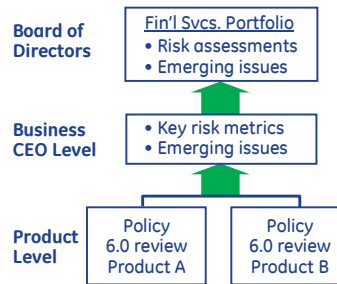 Board of
Directors
Fin'l Svcs. Portfolio
• Risk assessments
• Emerging issues
Business
CEO Level
• Key risk metrics
• Emerging issues
Product
Level
Policy
6.0 review
Product A
Policy
6.0 review
Product B